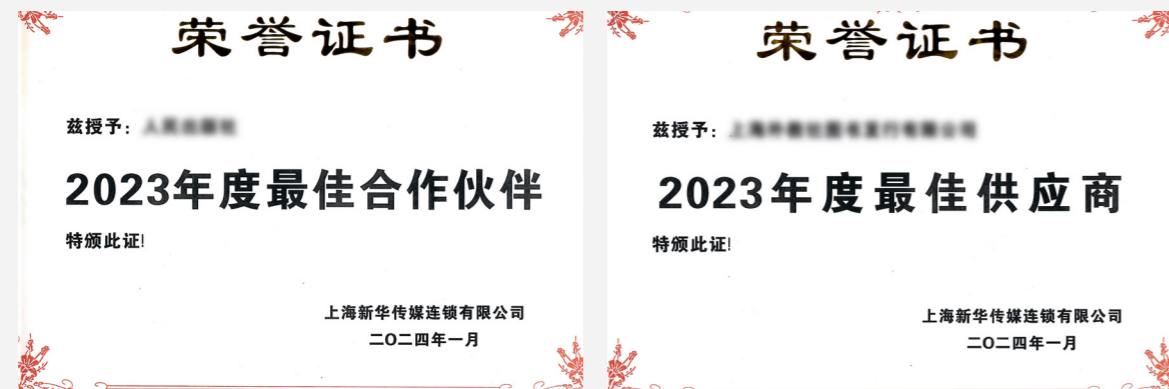 荣誉证书
兹授予：
2023年度最佳合作伙伴
特颁此证!
上海新华传媒连锁有限公司
二〇二四年一月
荣誉证书
兹授予：
2023年度最佳供应商
特颁此证!
上海新华传媒连锁有限公司
二〇二四年一月